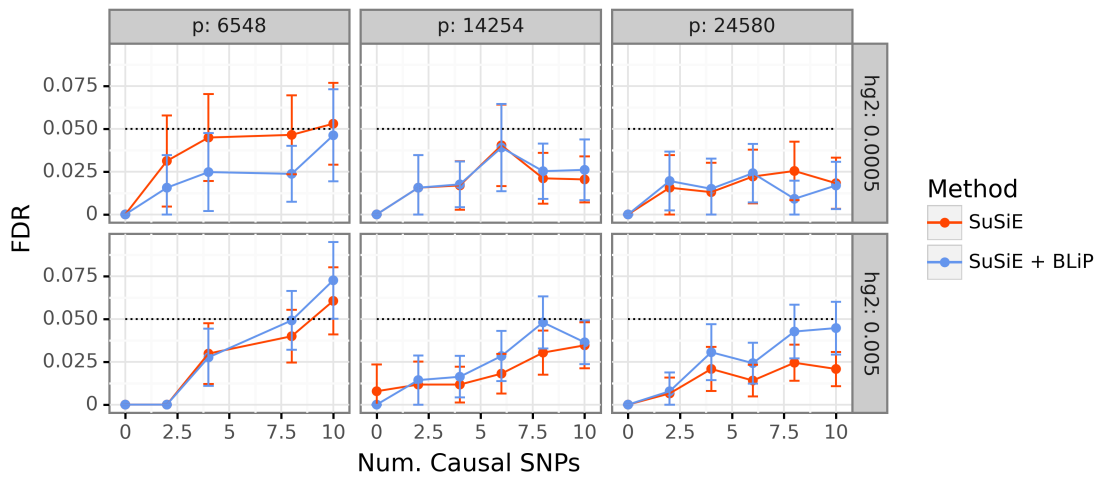 p: 6548
p: 14254
p: 24580
0.075
0.050
0.025
0
hg2: 0.0005
FDR
Method
SuSiE
SuSiE + BLiP
0.075
0.050
0.025
0
hg2: 0.005
0 2.5 5 7.5 10
0 2.5 5 7.5 10
0 2.5 5 7.5 10
Num. Causal SNPs